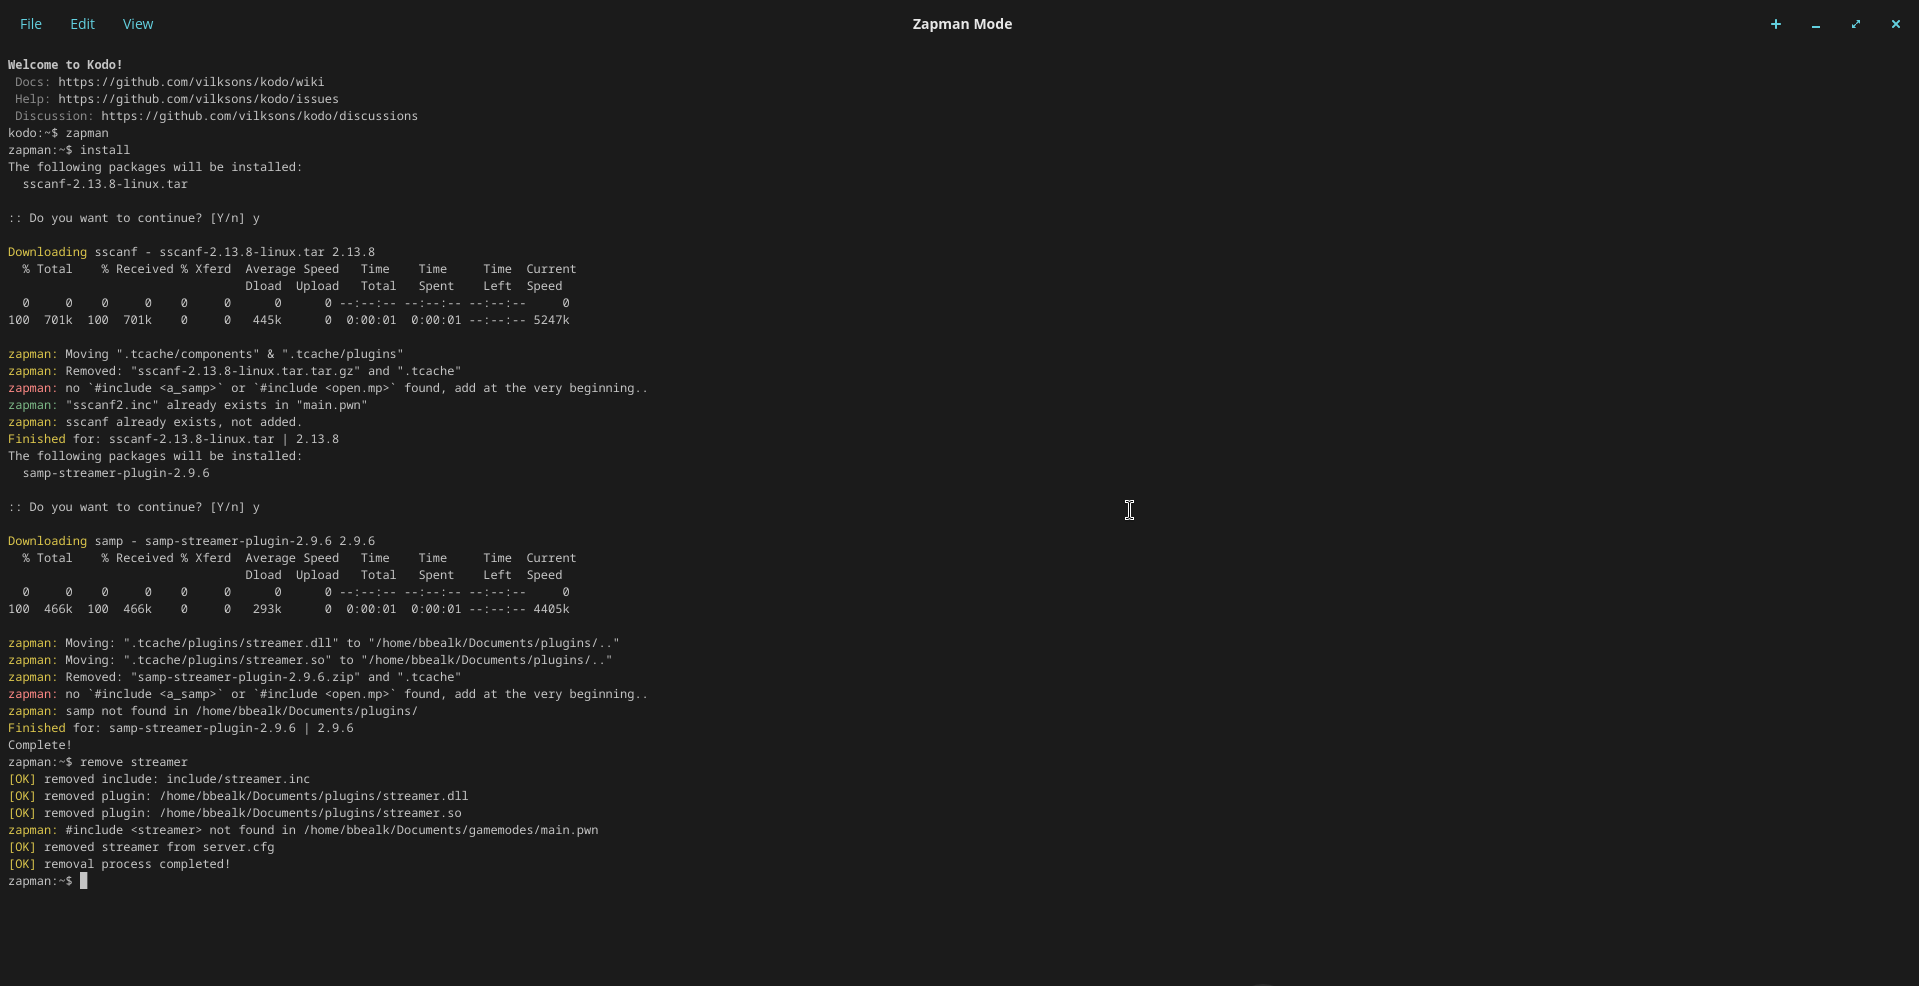 File Edit View Zapman Mode
Welcome to Kodo!
Docs: https://github.com/vilksons/kodo/wiki
Help: https://github.com/vilksons/kodo/issues
Discussion: https://github.com/vilksons/kodo/discussions
kodo:~$ zapman
zapman:~$ install
The following packages will be installed:
sscanf-2.13.8-linux.tar
:: Do you want to continue? [Y/n] y
Downloading sscanf - sscanf-2.13.8-linux.tar 2.13.8
% Total % Received % Xferd Average Speed Time Time Time Current
Dload Upload Total Spent Left Speed
0 0 0 0 0 0 0 0 --:--:-- --:--:-- --:--:-- 0
100 701k 100 701k 0 0 445k 0 0:00:01 0:00:01 --:--:-- 5247k
zapman: Moving ".tcache/components" & ".tcache/plugins"
zapman: Removed: "sscanf-2.13.8-linux.tar.tar.gz" and ".tcache"
zapman: no `#include <a_samp>` or `#include <open.mp>` found, add at the very beginning..
zapman: "sscanf2.inc" already exists in "main.pwn"
zapman: sscanf already exists, not added.
Finished for: sscanf-2.13.8-linux.tar | 2.13.8
The following packages will be installed:
samp-streamer-plugin-2.9.6
:: Do you want to continue? [Y/n] y
Downloading samp - samp-streamer-plugin-2.9.6 2.9.6
% Total % Received % Xferd Average Speed Time Time Time Current
Dload Upload Total Spent Left Speed
0 0 0 0 0 0 0 0 --:--:-- --:--:-- --:--:-- 0
100 466k 100 466k 0 0 293k 0 0:00:01 0:00:01 --:--:-- 4405k
zapman: Moving: ".tcache/plugins/streamer.dll" to "/home/bbealk/Documents/plugins/.."
zapman: Moving: ".tcache/plugins/streamer.so" to "/home/bbealk/Documents/plugins/.."
zapman: Removed: "samp-streamer-plugin-2.9.6.zip" and ".tcache"
zapman: no `#include <a_samp>` or `#include <open.mp>` found, add at the very beginning..
zapman: samp not found in /home/bbealk/Documents/plugins/
Finished for: samp-streamer-plugin-2.9.6 | 2.9.6
Complete!
zapman:~$ remove streamer
[OK] removed include: include/streamer.inc
[OK] removed plugin: /home/bbealk/Documents/plugins/streamer.dll
[OK] removed plugin: /home/bbealk/Documents/plugins/streamer.so
zapman: #include <streamer> not found in /home/bbealk/Documents/gamemodes/main.pwn
[OK] removed streamer from server.cfg
[OK] removal process completed!
zapman:~$